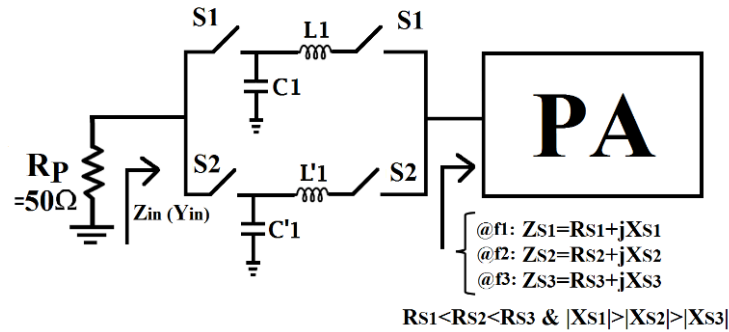 S1
L1
S1
C1
RP
=50Ω
Zin (Yin)
S2
L'1
S2
C'1
PA
@f1: ZS1=RS1+jXS1
@f2: ZS2=RS2+jXS2
@f3: ZS3=RS3+jXS3
RS1<RS2<RS3 & |XS1|>|XS2|>|XS3|